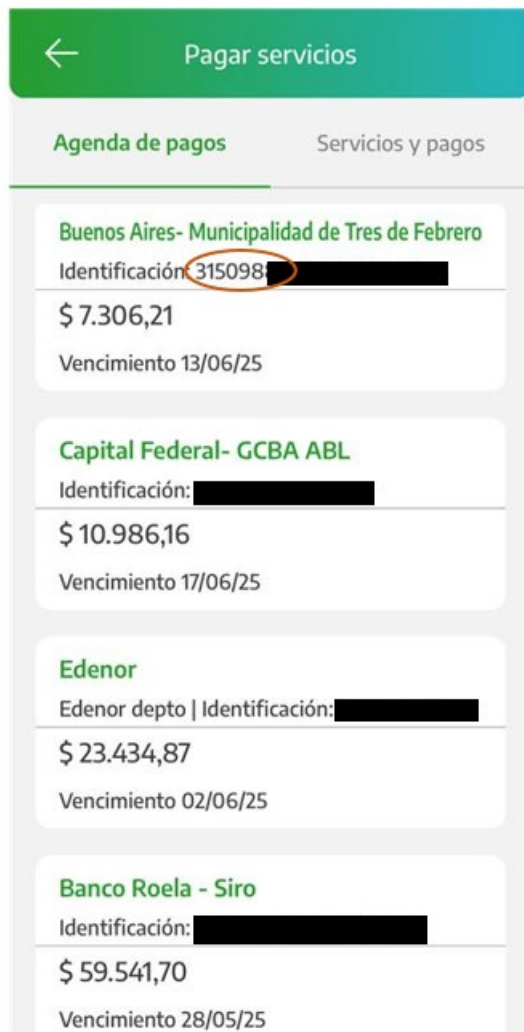 Pagar servicios
Agenda de pagos Servicios y pagos
Buenos Aires- Municipalidad de Tres de Febrero
Identificación: 315098
$ 7.306,21
Vencimiento 13/06/25
Capital Federal- GCBA ABL
Identificación:
$ 10.986,16
Vencimiento 17/06/25
Edenor
Edenor depto | Identificación:
$ 23.434,87
Vencimiento 02/06/25
Banco Roela - Siro
Identificación:
$ 59.541,70
Vencimiento 28/05/25